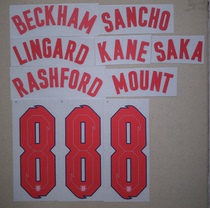 BECKHAM SANCHO
LINGARD KANE SAKA
RASHFORD MOUNT
8 8 8